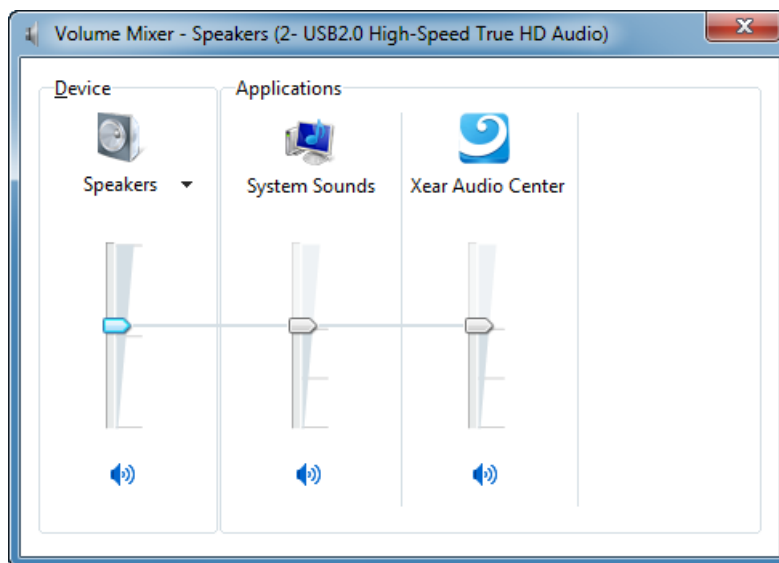 Volume Mixer - Speakers (2- USB2.0 High-Speed True HD Audio)
Device
Applications
Speakers
System Sounds
Xear Audio Center